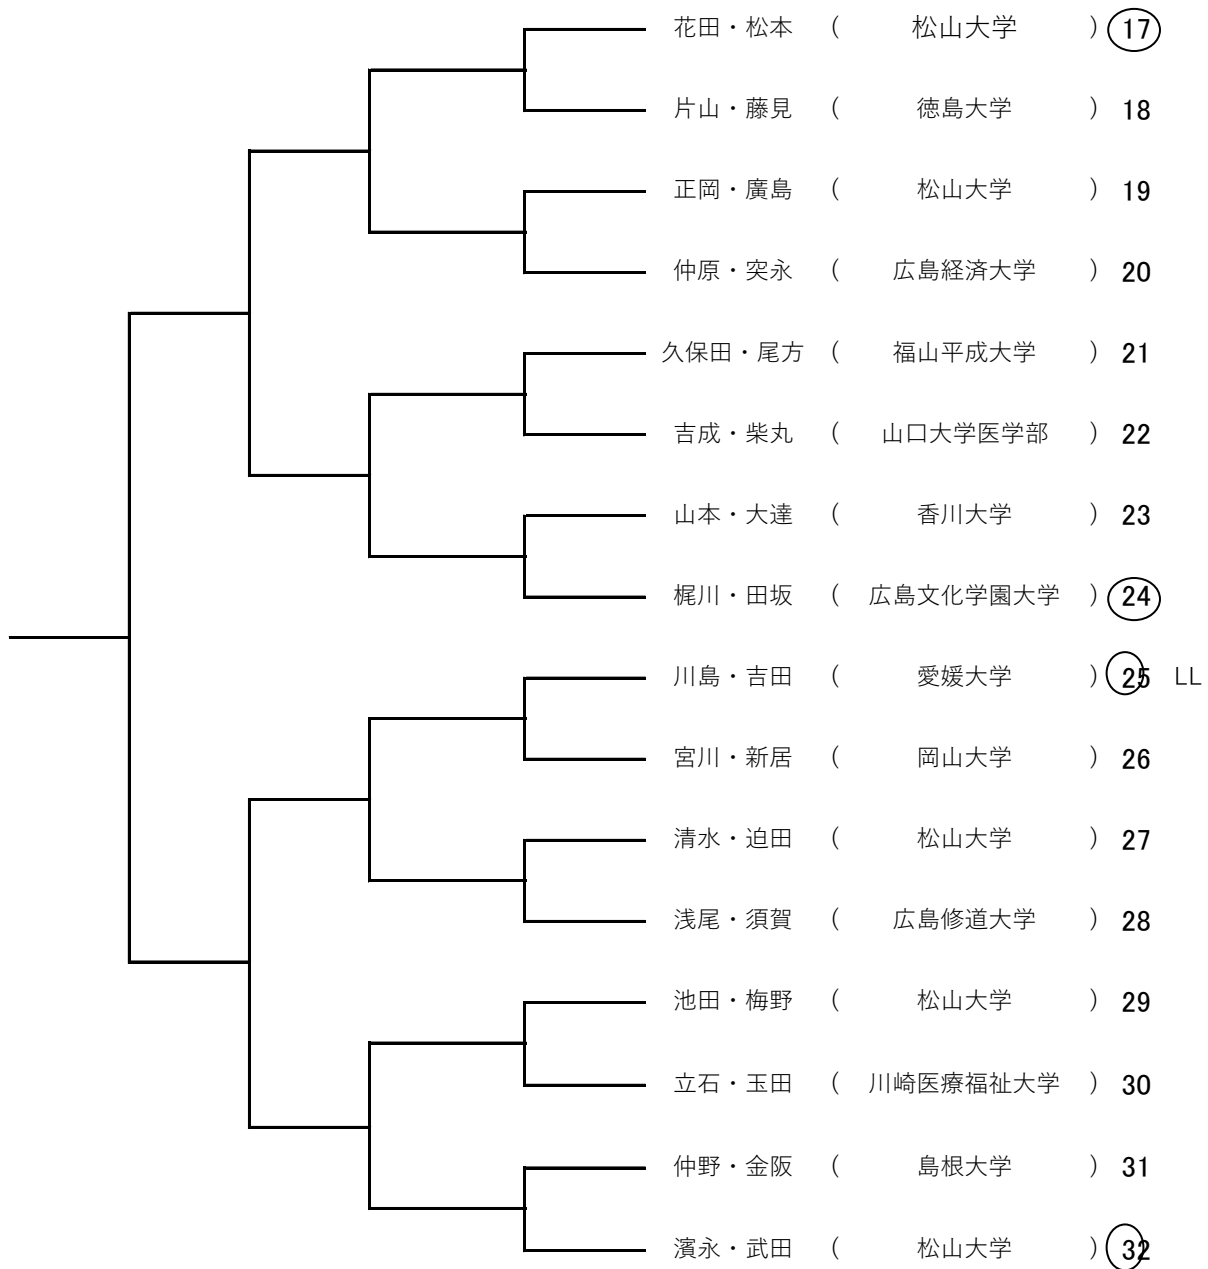 花田・松本 ( 松山大学 ) 17
片山・藤見 ( 徳島大学 ) 18
正岡・廣島 ( 松山大学 ) 19
仲原・突永 ( 広島経済大学 ) 20
久保田・尾方 ( 福山平成大学 ) 21
吉成・柴丸 ( 山口大学医学部 ) 22
山本・大達 ( 香川大学 ) 23
梶川・田坂 ( 広島文化学園大学 ) 24
川島・吉田 ( 愛媛大学 ) 25 LL
宮川・新居 ( 岡山大学 ) 26
清水・迫田 ( 松山大学 ) 27
浅尾・須賀 ( 広島修道大学 ) 28
池田・梅野 ( 松山大学 ) 29
立石・玉田 ( 川崎医療福祉大学 ) 30
仲野・金阪 ( 島根大学 ) 31
濱永・武田 ( 松山大学 ) 32